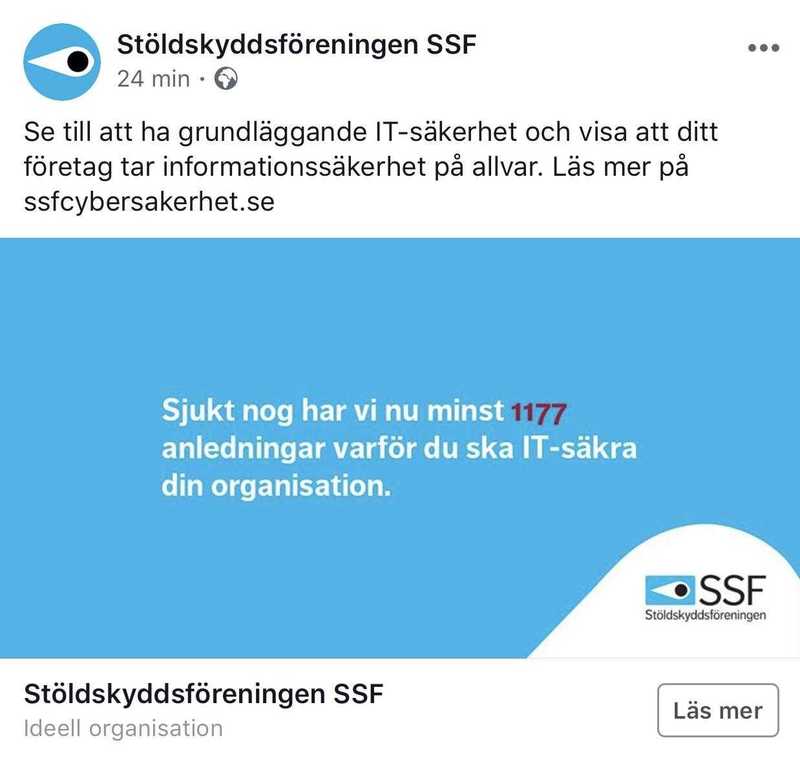 Stöldskyddsföreningen SSF
24 min ·
Se till att ha grundläggande IT-säkerhet och visa att ditt
företag tar informationssäkerhet på allvar. Läs mer på
ssfcybersakerhet.se
Sjukt nog har vi nu minst 1177
anledningar varför du ska IT-säkra
din organisation.
SSF
Stöldskyddsföreningen
Stöldskyddsföreningen SSF
Ideell organisation
Läs mer